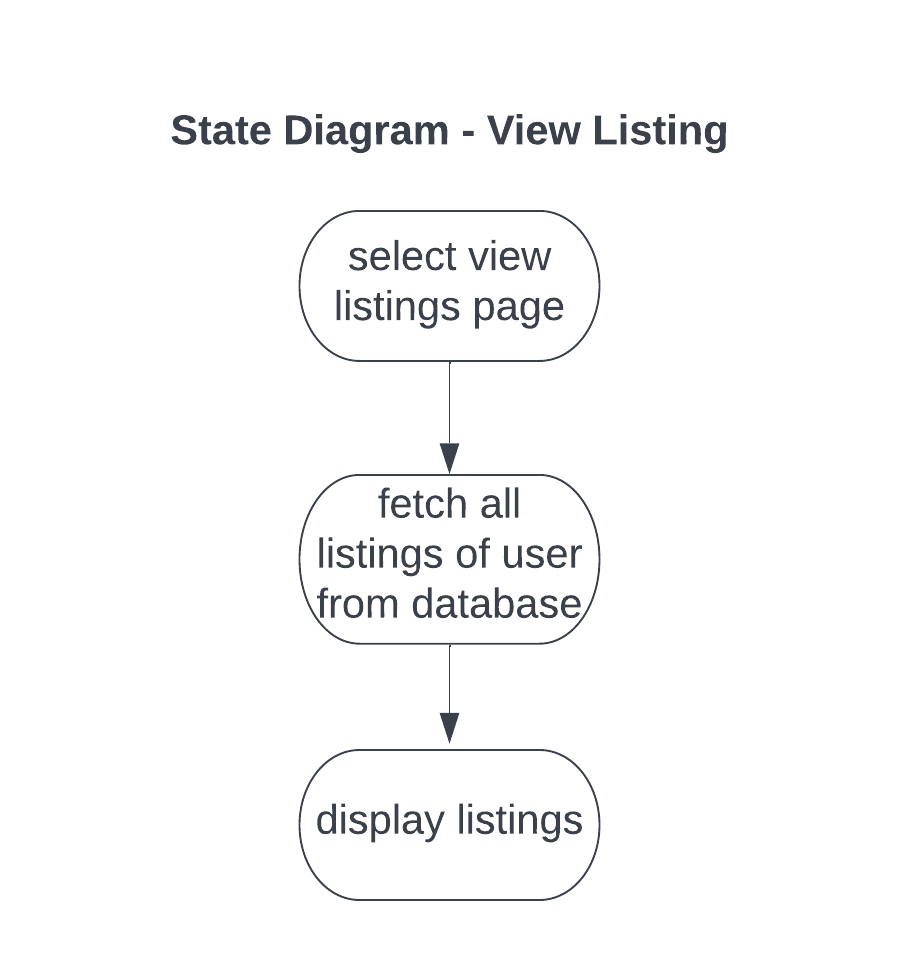 State Diagram - View Listing
select view
listings page
fetch all
listings of user
from database
display listings